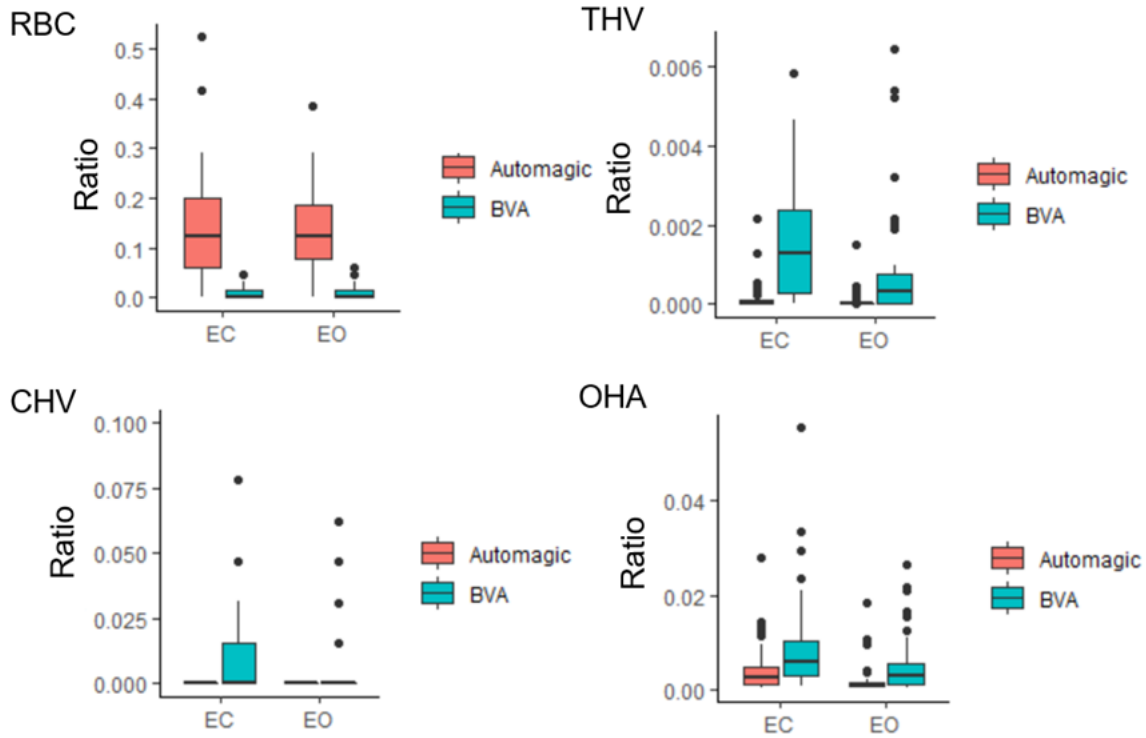 RBC
Ratio
0.5
0.4
0.3
0.2
0.1
0.0
EC
EO
Automagic
BVA
THV
Ratio
0.006
0.004
0.002
0.000
EC
EO
Automagic
BVA
CHV
Ratio
0.100
0.075
0.050
0.025
0.000
EC
EO
Automagic
BVA
OHA
Ratio
0.04
0.02
0.00
EC
EO
Automagic
BVA